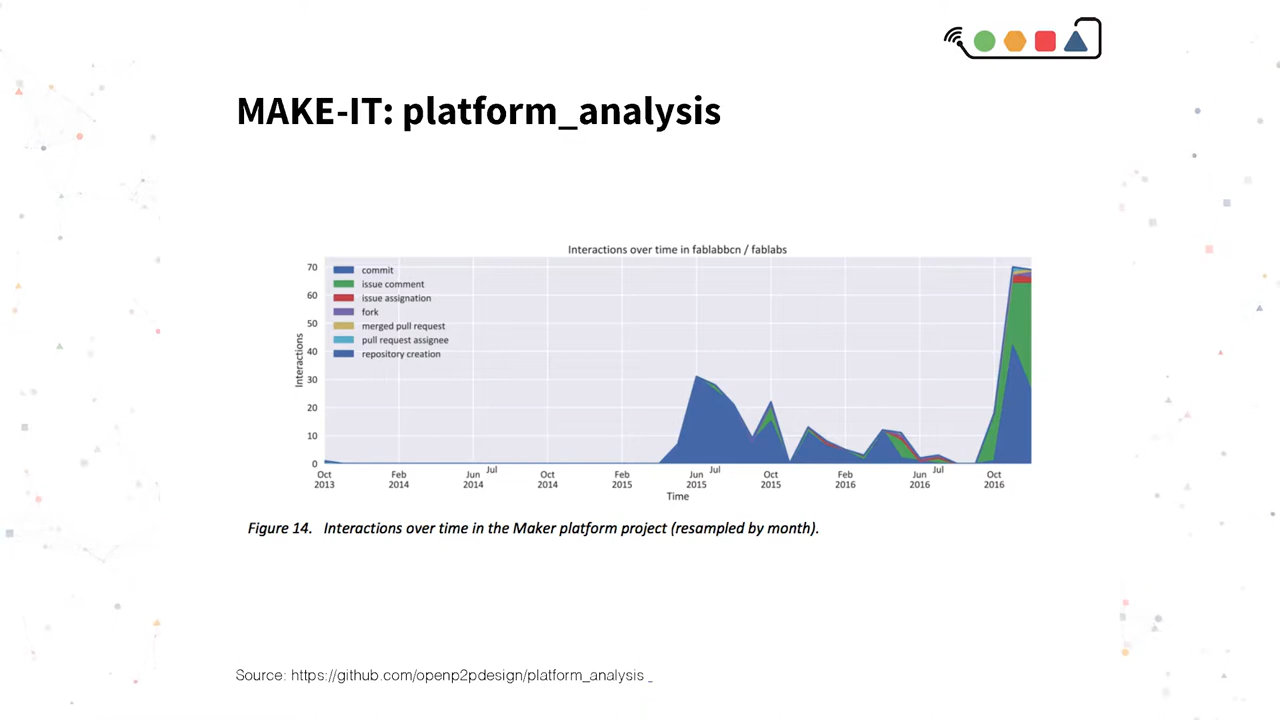 MAKE-IT: platform_analysis
Interactions over time in fablabbcn / fablabs
70
60
50
40
30
20
10
0
Interactions
commit
issue comment
issue assignation
fork
merged pull request
pull request assignee
repository creation
Oct 2013
Feb 2014
Jun 2014
Jul
Oct 2014
Feb 2015
Jun 2015
Jul
Oct 2015
Feb 2016
Jun 2016
Jul
Oct 2016
Time
Figure 14. Interactions over time in the Maker platform project (resampled by month).
Source: https://github.com/openp2pdesign/platform_analysis _